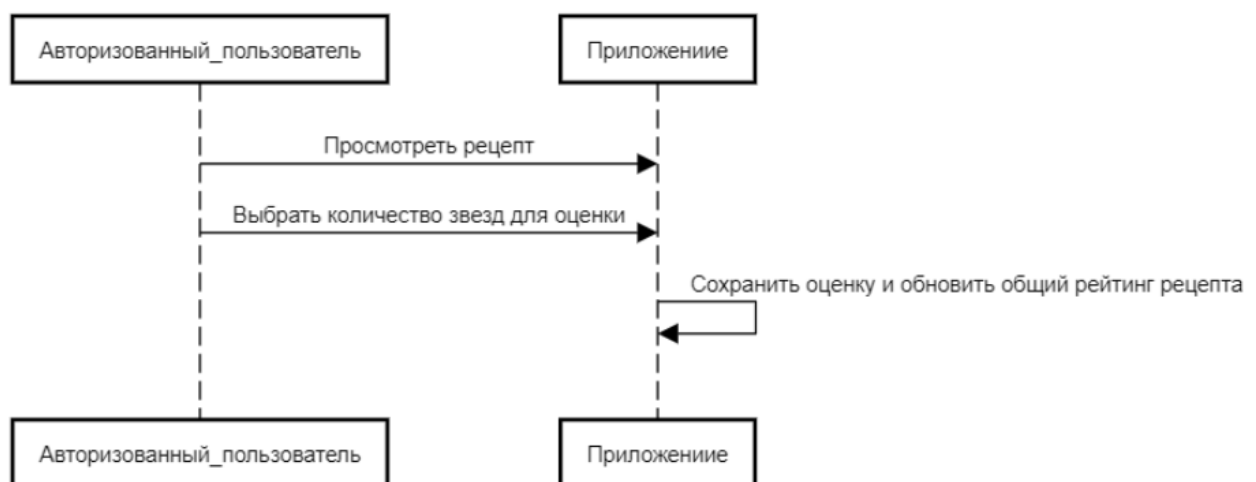 Авторизованный_пользователь
Приложениие
Просмотреть рецепт
Выбрать количество звезд для оценки
Сохранить оценку и обновить общий рейтинг рецепта
Авторизованный_пользователь
Приложениие